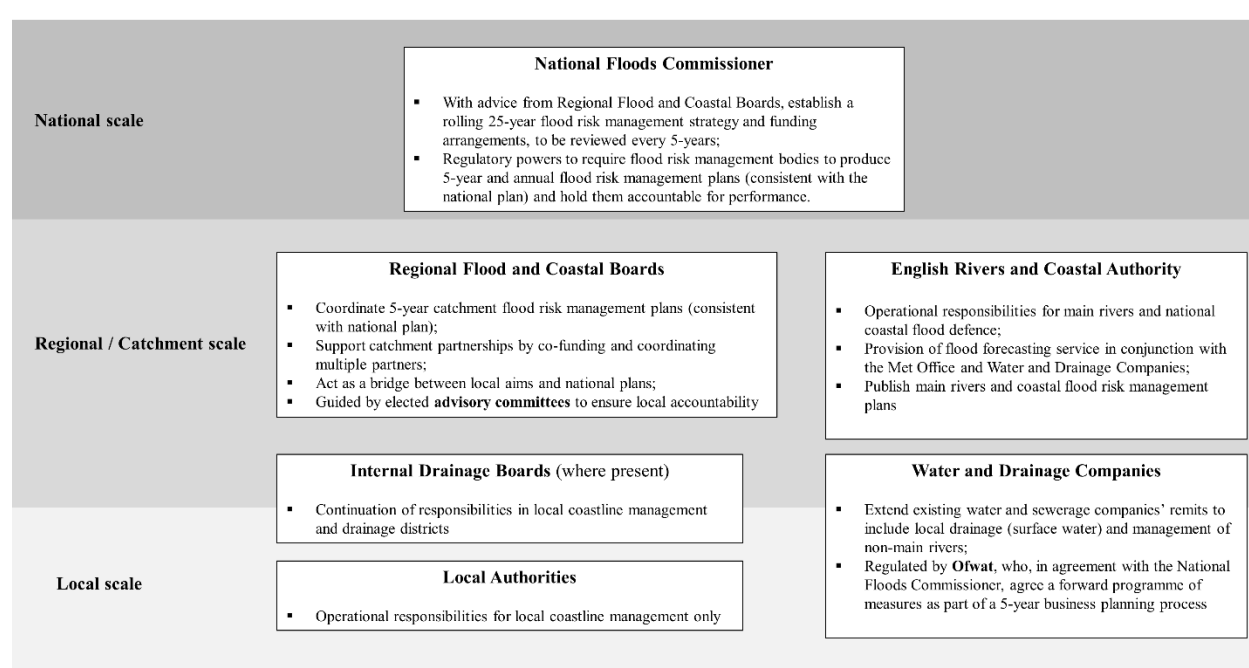 National scale
National Floods Commissioner
▪ With advice from Regional Flood and Coastal Boards, establish a
rolling 25-year flood risk management strategy and funding
arrangements, to be reviewed every 5-years;
▪ Regulatory powers to require flood risk management bodies to produce
5-year and annual flood risk management plans (consistent with the
national plan) and hold them accountable for performance.
Regional / Catchment scale
Regional Flood and Coastal Boards
▪ Coordinate 5-year catchment flood risk management plans (consistent
with national plan);
▪ Support catchment partnerships by co-funding and coordinating
multiple partners;
▪ Act as a bridge between local aims and national plans;
▪ Guided by elected advisory committees to ensure local accountability
English Rivers and Coastal Authority
▪ Operational responsibilities for main rivers and national
coastal flood defence;
▪ Provision of flood forecasting service in conjunction with
the Met Office and Water and Drainage Companies;
▪ Publish main rivers and coastal flood risk management
plans
Internal Drainage Boards (where present)
▪ Continuation of responsibilities in local coastline management
and drainage districts
Water and Drainage Companies
▪ Extend existing water and sewerage companies’ remits to
include local drainage (surface water) and management of
non-main rivers;
▪ Regulated by Ofwat, who, in agreement with the National
Floods Commissioner, agree a forward programme of
measures as part of a 5-year business planning process
Local scale
Local Authorities
▪ Operational responsibilities for local coastline management only